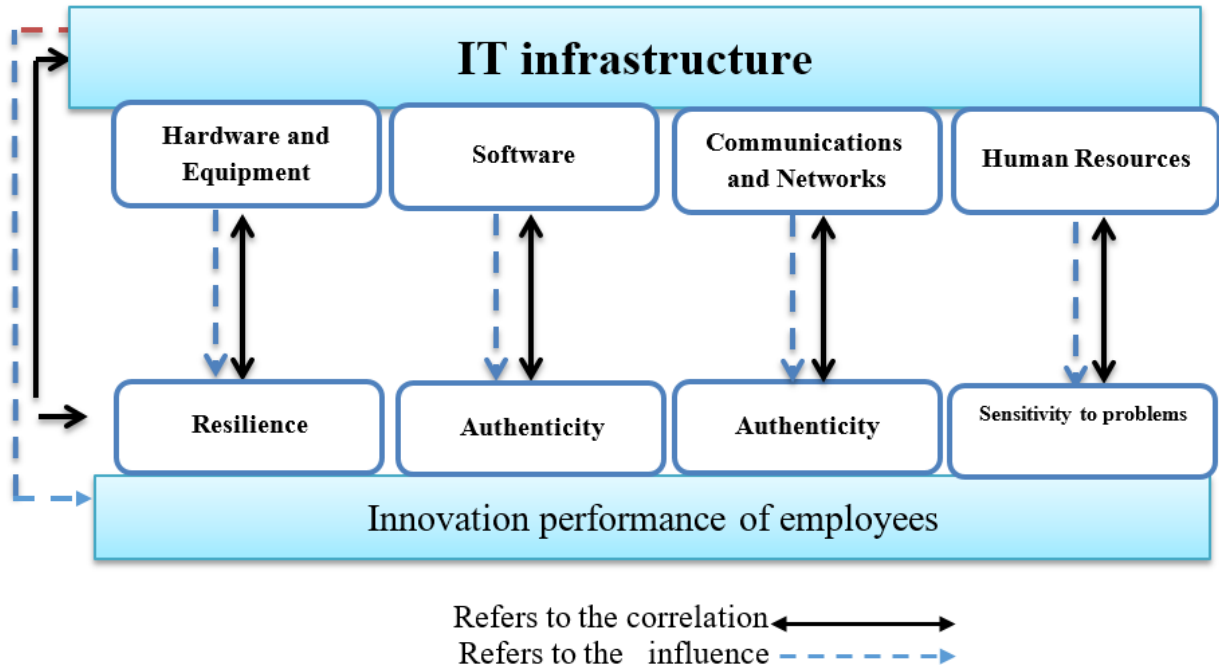 IT infrastructure
Hardware and
Equipment
Software
Communications
and Networks
Human Resources
Resilience
Authenticity
Authenticity
Sensitivity to problems
Innovation performance of employees
Refers to the correlation
Refers to the influence